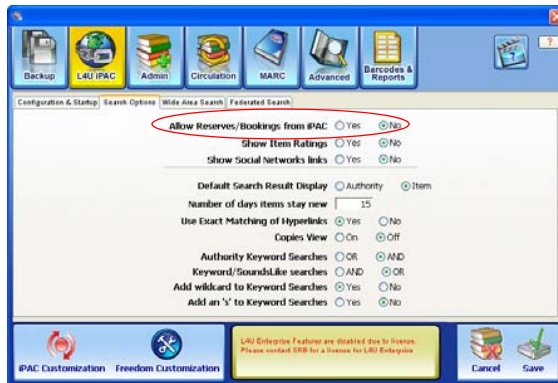 ?
Backup L4U iPAC Admin Circulation MARC Advanced Barcodes & Reports
Configuration & Startup Search Options Wide Area Search Federated Search
Allow Reserves/Bookings from iPAC Yes No
Show Item Ratings Yes No
Show Social Networks links Yes No
Default Search Result Display Authority Item
Number of days items stay new 15
Use Exact Matching of Hyperlinks Yes No
Copies View On Off
Authority Keyword Searches OR AND
Keyword/SoundsLike searches AND OR
Add wildcard to Keyword Searches Yes No
Add an 's' to Keyword Searches Yes No
L4U Enterprise Features are disabled due to license.
Please contact SRB for a license for L4U Enterprise
iPAC Customization Freedom Customization Cancel Save